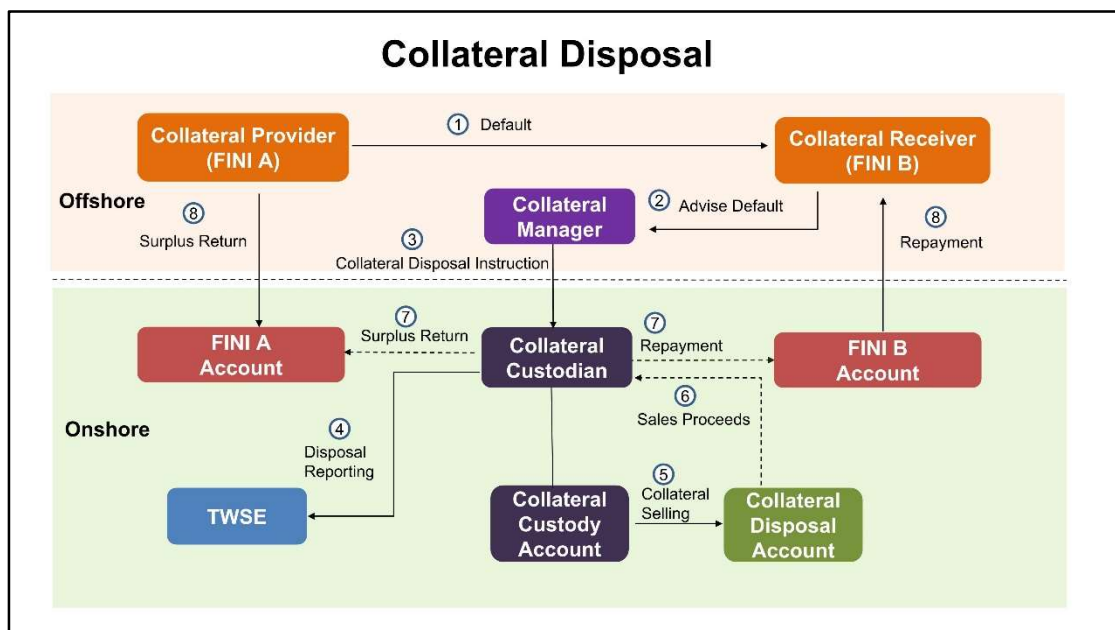 Collateral Disposal
Collateral Provider
(FINI A)
① Default
Collateral Receiver
(FINI B)
Offshore
⑧
Surplus Return
Collateral
Manager
② Advise Default
⑧
Repayment
③
Collateral Disposal Instruction
FINI A
Account
⑦
Surplus Return
Collateral
Custodian
⑦
Repayment
FINI B
Account
⑥
Sales Proceeds
Onshore
④
Disposal
Reporting
TWSE
Collateral
Custody
Account
⑤
Collateral
Selling
Collateral
Disposal
Account